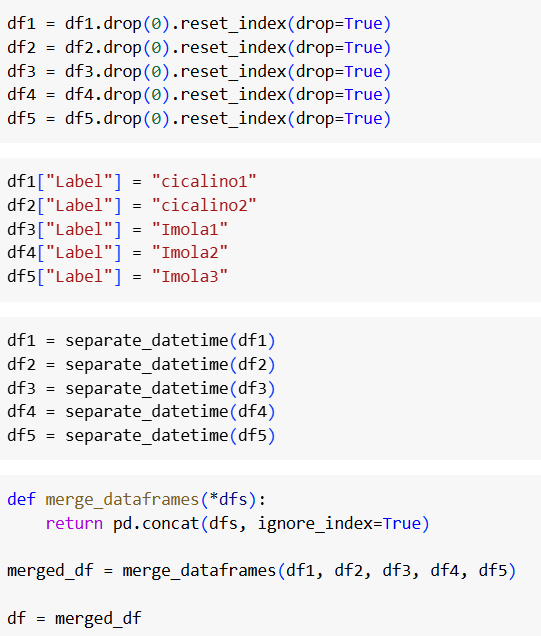 df1 = df1.drop(0).reset_index(drop=True)
df2 = df2.drop(0).reset_index(drop=True)
df3 = df3.drop(0).reset_index(drop=True)
df4 = df4.drop(0).reset_index(drop=True)
df5 = df5.drop(0).reset_index(drop=True)
df1["Label"] = "cicalino1"
df2["Label"] = "cicalino2"
df3["Label"] = "Imola1"
df4["Label"] = "Imola2"
df5["Label"] = "Imola3"
df1 = separate_datetime(df1)
df2 = separate_datetime(df2)
df3 = separate_datetime(df3)
df4 = separate_datetime(df4)
df5 = separate_datetime(df5)
def merge_dataframes(*dfs):
    return pd.concat(dfs, ignore_index=True)
merged_df = merge_dataframes(df1, df2, df3, df4, df5)
df = merged_df